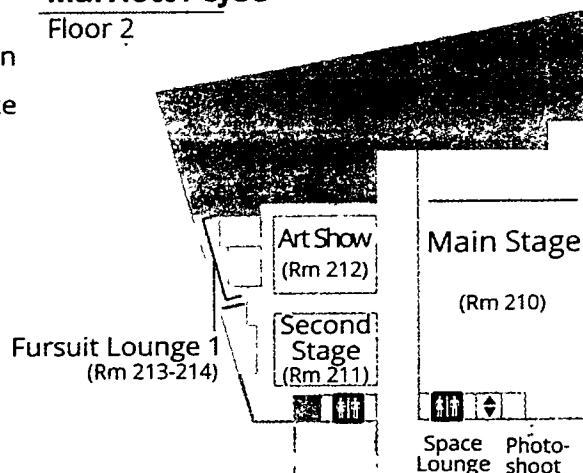 Floor 2
Art Show
(Rm 212)
Main Stage
(Rm 210)
Second
Stage
(Rm 211)
Fursuit Lounge 1
(Rm 213-214)
Space
Lounge
Photo-
shoot